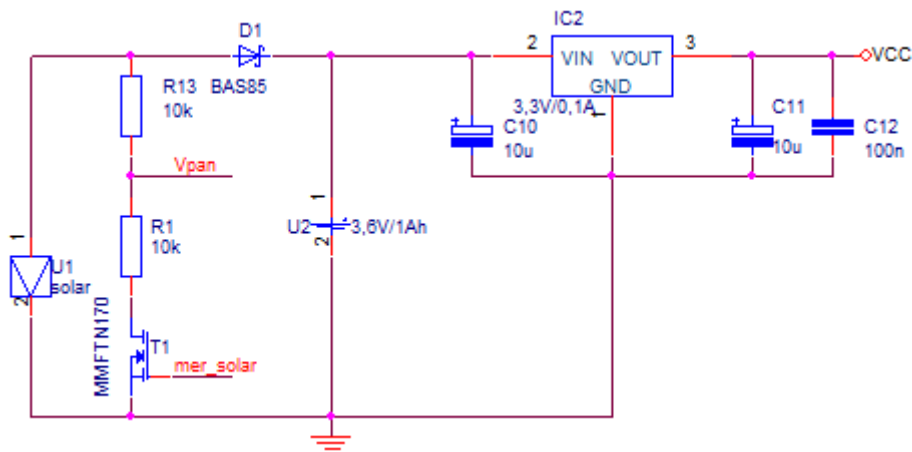 D1
BAS85
IC2
2
VIN
VOUT
3
GND
1
3,3V/0,1A
VCC
R13
10k
Vpan
C10
10u
C11
10u
C12
100n
R1
10k
1
U2
3,6V/1Ah
2
1
U1
solar
2
MMFTN170
T1
mer_solar